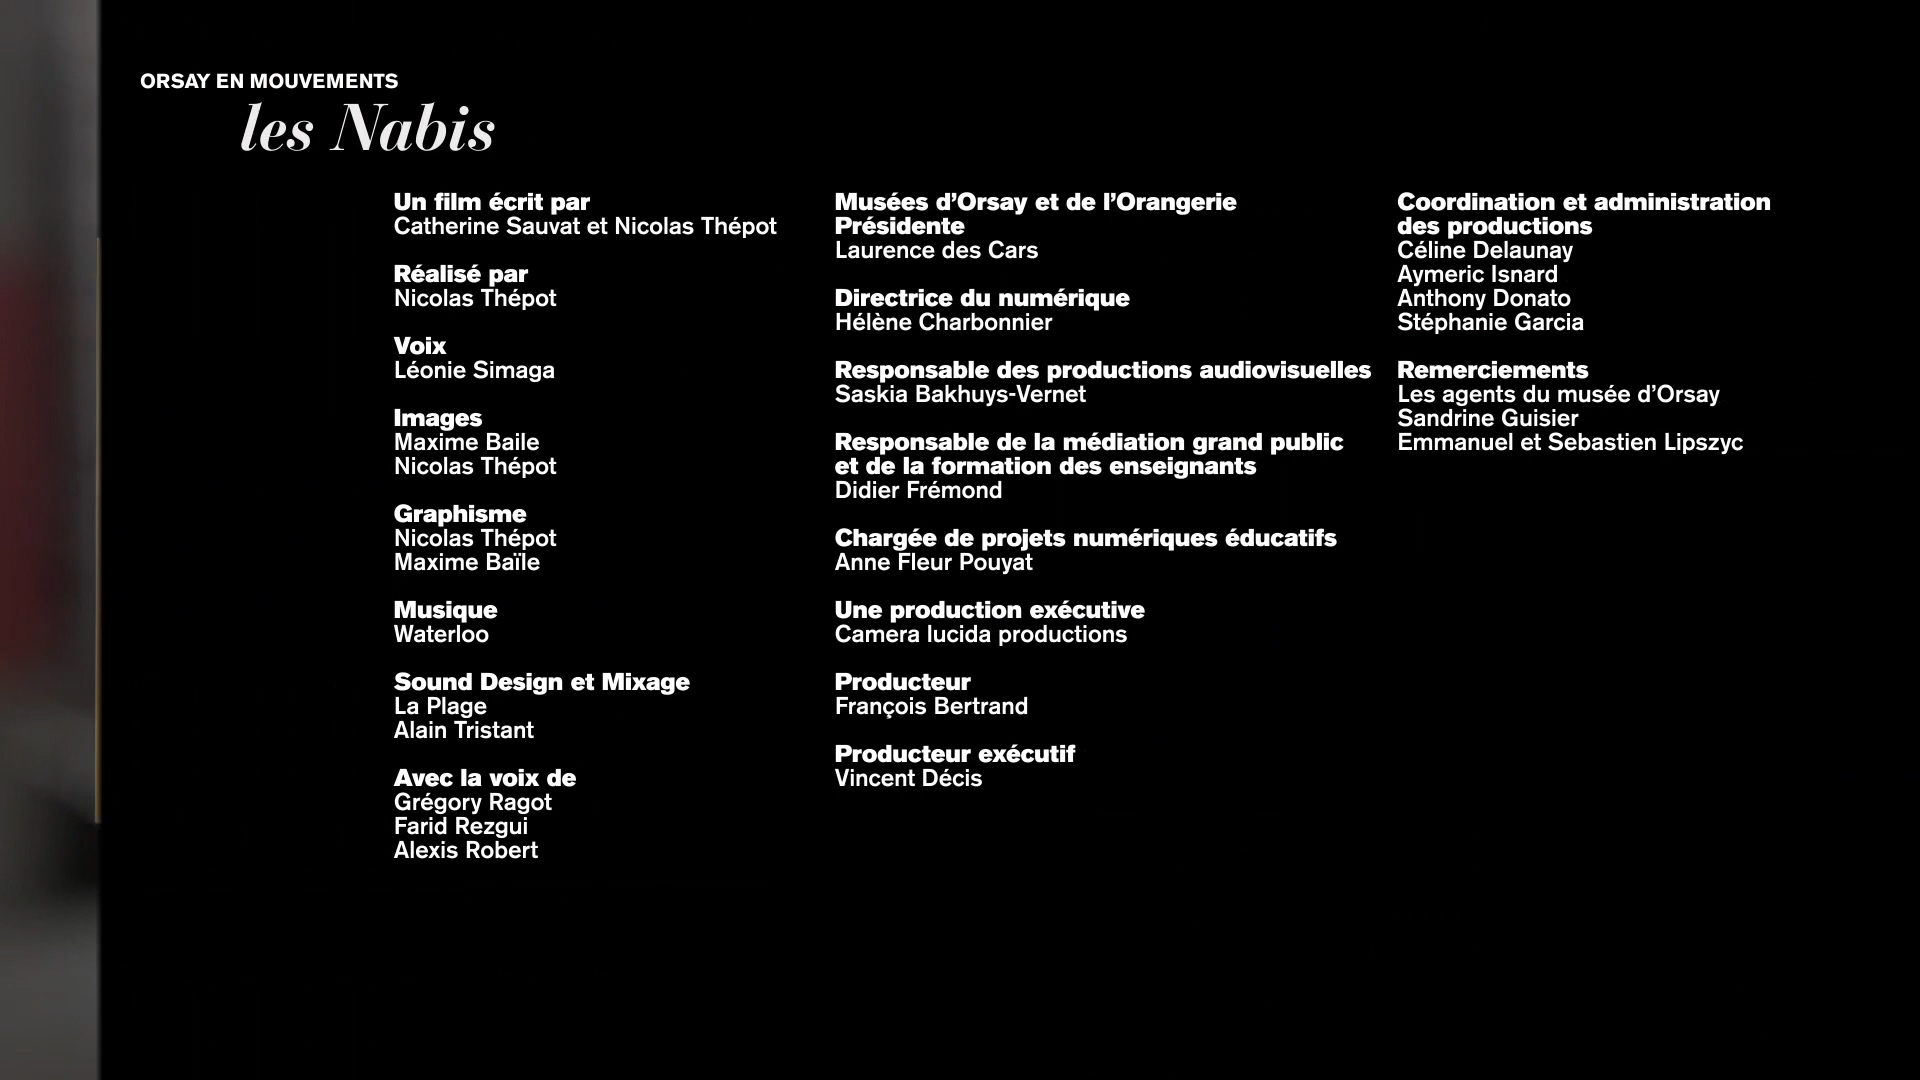 ORSAY EN MOUVEMENTS
les Nabis
Un film écrit par
Catherine Sauvat et Nicolas Thépot
Réalisé par
Nicolas Thépot
Voix
Léonie Simaga
Images
Maxime Baile
Nicolas Thépot
Graphisme
Nicolas Thépot
Maxime Baïle
Musique
Waterloo
Sound Design et Mixage
La Plage
Alain Tristant
Avec la voix de
Grégory Ragot
Farid Rezgui
Alexis Robert
Musées d’Orsay et de l’Orangerie
Présidente
Laurence des Cars
Directrice du numérique
Hélène Charbonnier
Responsable des productions audiovisuelles
Saskia Bakhuys-Vernet
Responsable de la médiation grand public
et de la formation des enseignants
Didier Frémond
Chargée de projets numériques éducatifs
Anne Fleur Pouyat
Une production exécutive
Camera lucida productions
Producteur
François Bertrand
Producteur exécutif
Vincent Décis
Coordination et administration
des productions
Céline Delaunay
Aymeric Isnard
Anthony Donato
Stéphanie Garcia
Remerciements
Les agents du musée d’Orsay
Sandrine Guisier
Emmanuel et Sebastien Lipszyc